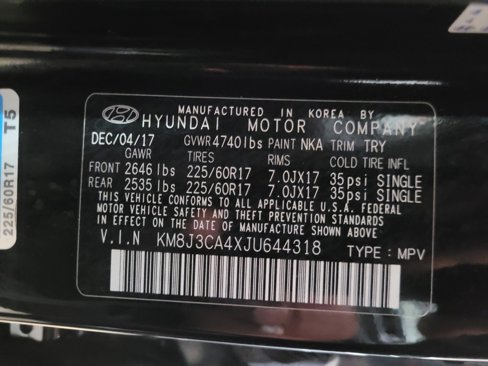 MANUFACTURED IN KOREA BY
HYUNDAI MOTOR COMPANY
DEC/04/17 GVWR 4740lbs PAINT NKA TRIM TRY
GAWR TIRES RIMS COLD TIRE INFL
FRONT 2646 lbs 225/60R17 7.0JX17 35psi SINGLE
REAR 2535 lbs 225/60R17 7.0JX17 35psi SINGLE
THIS VEHICLE CONFORMS TO ALL APPLICABLE U.S.A. FEDERAL
MOTOR VEHICLE SAFETY AND THEFT PREVENTION STANDARDS
IN EFFECT ON THE DATE OF MANUFACTURE SHOWN ABOVE.
V.I.N KM8J3CA4XJU644318 TYPE : MPV
225/60R17 T5